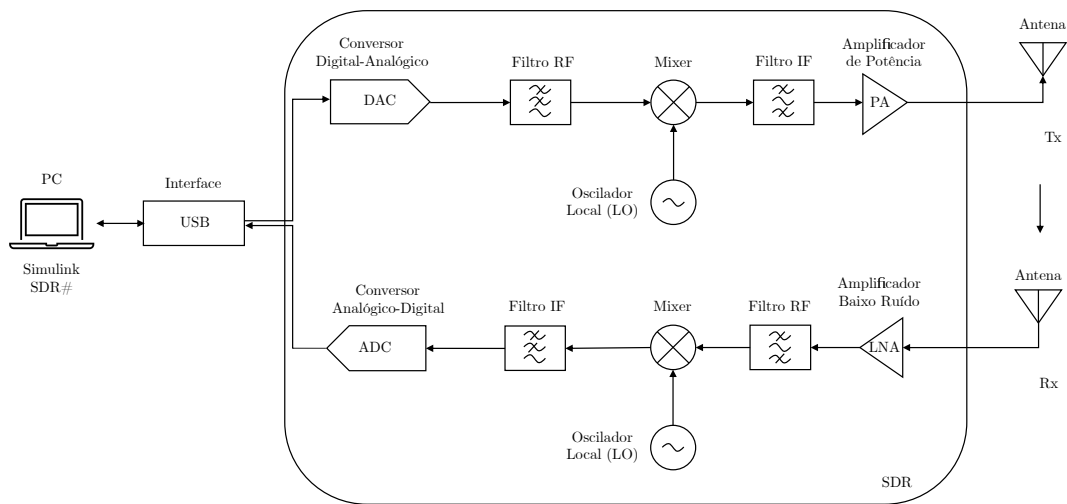 Conversor
Digital-Analógico
DAC
Filtro RF
Mixer
Filtro IF
Amplificador
de Potência
PA
Antena
Tx
Oscilador
Local (LO)
PC
Simulink
SDR#
Interface
USB
Conversor
Analógico-Digital
ADC
Filtro IF
Mixer
Filtro RF
Amplificador
Baixo Ruído
LNA
Antena
Rx
Oscilador
Local (LO)
SDR